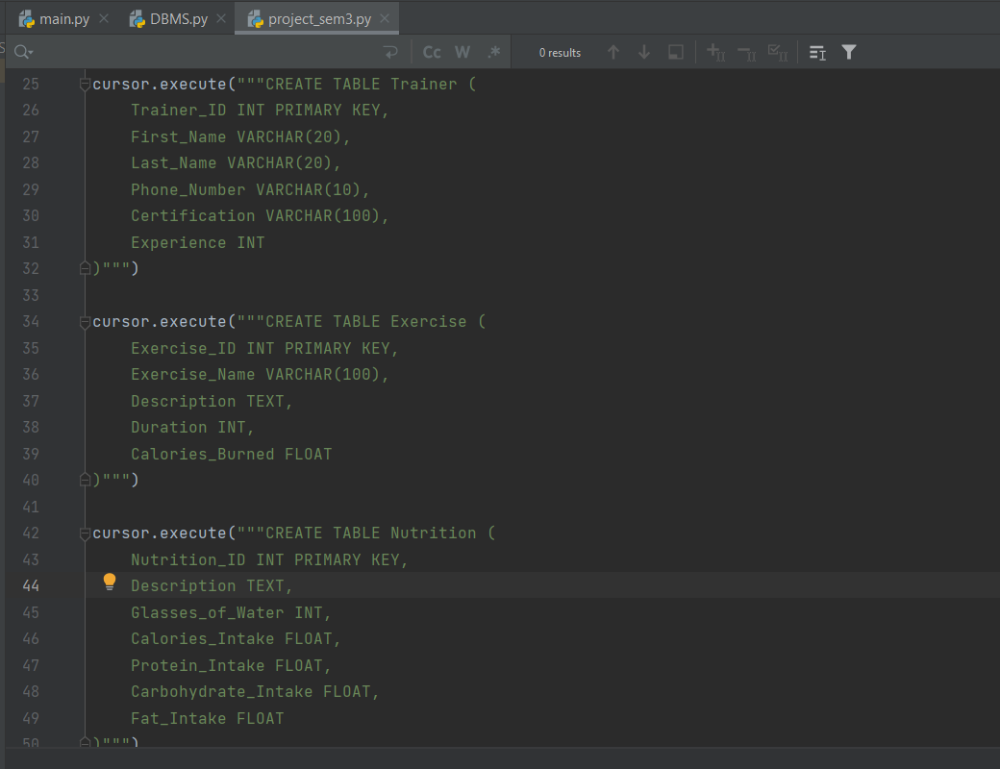 main.py DBMS.py project_sem3.py
Cc W .* 0 results
25 cursor.execute("""CREATE TABLE Trainer (
26 Trainer_ID INT PRIMARY KEY,
27 First_Name VARCHAR(20),
28 Last_Name VARCHAR(20),
29 Phone_Number VARCHAR(10),
30 Certification VARCHAR(100),
31 Experience INT
32 )""")
33
34 cursor.execute("""CREATE TABLE Exercise (
35 Exercise_ID INT PRIMARY KEY,
36 Exercise_Name VARCHAR(100),
37 Description TEXT,
38 Duration INT,
39 Calories_Burned FLOAT
40 )""")
41
42 cursor.execute("""CREATE TABLE Nutrition (
43 Nutrition_ID INT PRIMARY KEY,
44 Description TEXT,
45 Glasses_of_Water INT,
46 Calories_Intake FLOAT,
47 Protein_Intake FLOAT,
48 Carbohydrate_Intake FLOAT,
49 Fat_Intake FLOAT
50 )""")